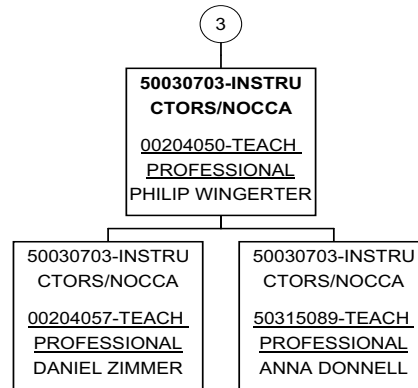 3
50030703-INSTRU
CTORS/NOCCA
00204050-TEACH
PROFESSIONAL
PHILIP WINGERTER
50030703-INSTRU
CTORS/NOCCA
00204057-TEACH
PROFESSIONAL
DANIEL ZIMMER
50030703-INSTRU
CTORS/NOCCA
50315089-TEACH
PROFESSIONAL
ANNA DONNELL